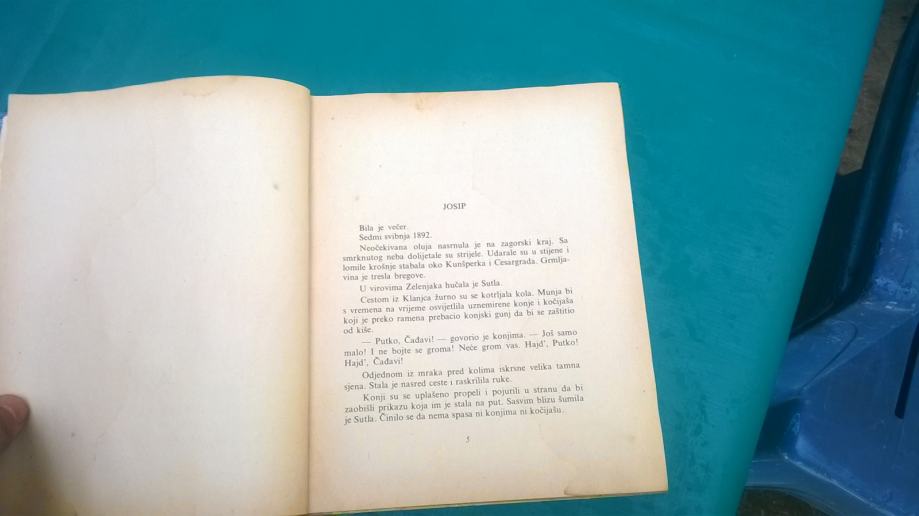 JOSIP
Bila je večer.
Sedmi svibnja 1892.
Neočekivana oluja nasrnula je na zagorski kraj. Sa
smrknutog neba dolijetale su strijele. Udarale su u stijene i
lomile krošnje stabala oko Kunšperka i Cesargrada. Grmlja-
vina je tresla bregove.
U virovima Zelenjaka hučala je Sutla.
Cestom iz Klanjca žurno su se kotrljala kola. Munja bi
s vremena na vrijeme osvijetlila uznemirene konje i kočijaša
koji je preko ramena prebacio konjski gunj da bi se zaštitio
od kiše.
— Putko, Čađavi! — govorio je konjima. — Još samo
malo! I ne bojte se groma! Neće grom vas. Hajd', Putko!
Hajd', Čađavi!
Odjednom iz mraka pred kolima iskrsne velika tamna
sjena. Stala je nasred ceste i raskrilila ruke.
Konji su se uplašeno propeli i pojurili u stranu da bi
zaobišli prikazu koja im je stala na put. Sasvim blizu šumila
je Sutla. Činilo se da nema spasa ni konjima ni kočijašu.
5